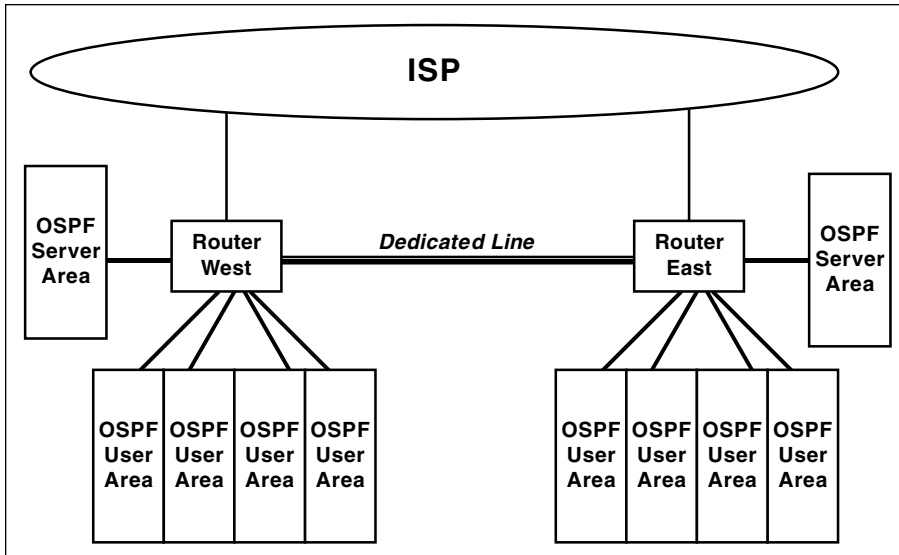 ISP
OSPF
Server
Area
Router
West
Dedicated Line
Router
East
OSPF
Server
Area
OSPF
User
Area
OSPF
User
Area
OSPF
User
Area
OSPF
User
Area
OSPF
User
Area
OSPF
User
Area
OSPF
User
Area
OSPF
User
Area